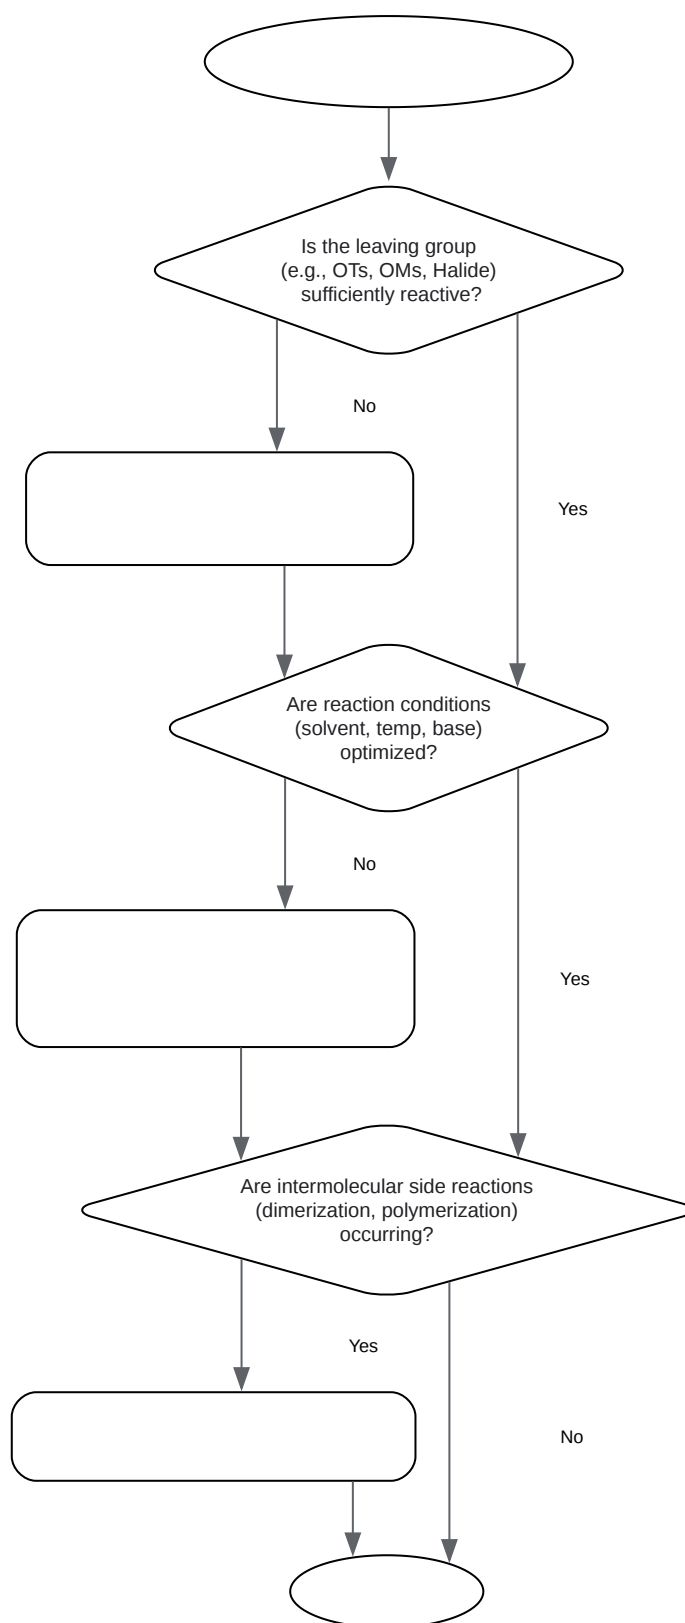 Is the leaving group
(e.g., OTs, OMs, Halide)
sufficiently reactive?
No
Yes
Are reaction conditions
(solvent, temp, base)
optimized?
No
Yes
Are intermolecular side reactions
(dimerization, polymerization)
occurring?
Yes
No